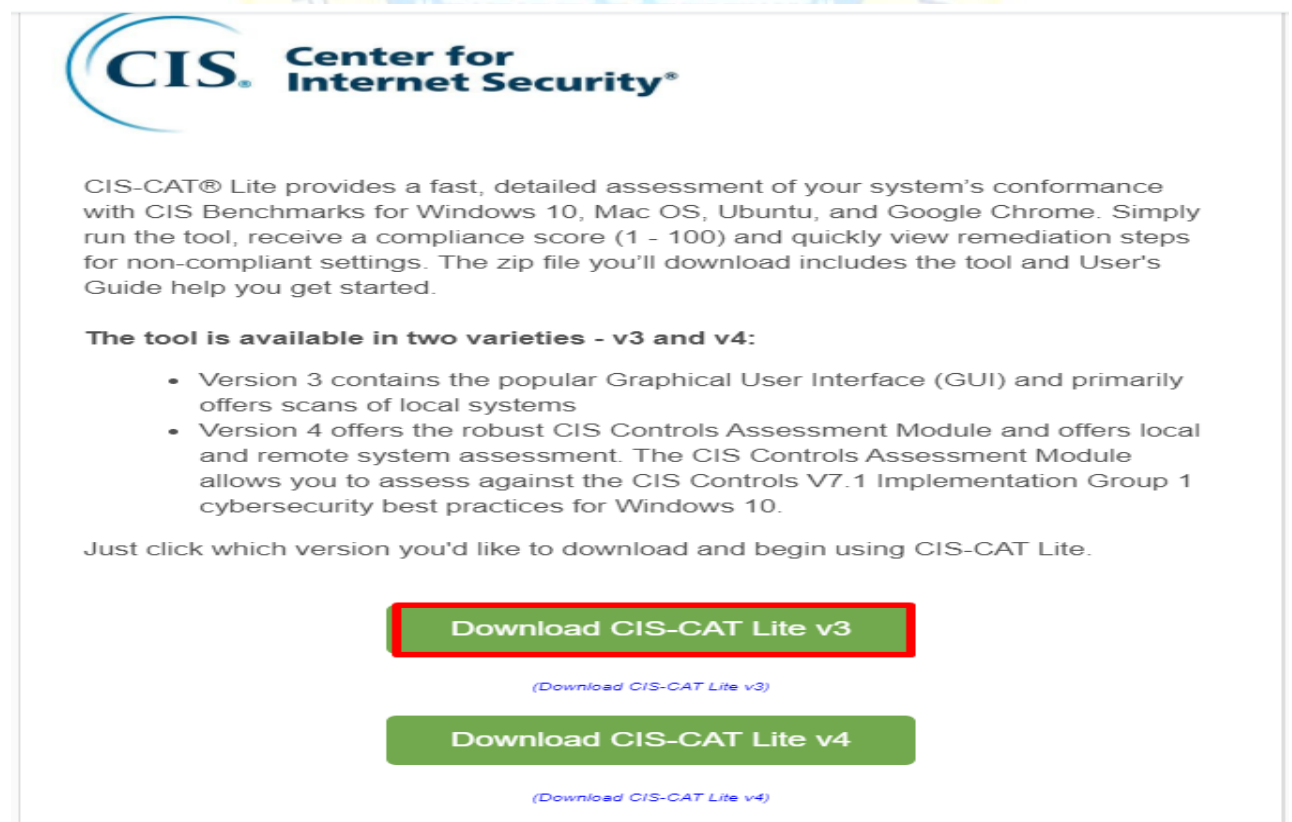 CIS. Center for
Internet Security®
CIS-CAT® Lite provides a fast, detailed assessment of your system's conformance
with CIS Benchmarks for Windows 10, Mac OS, Ubuntu, and Google Chrome. Simply
run the tool, receive a compliance score (1 - 100) and quickly view remediation steps
for non-compliant settings. The zip file you'll download includes the tool and User's
Guide help you get started.
The tool is available in two varieties - v3 and v4:
• Version 3 contains the popular Graphical User Interface (GUI) and primarily
offers scans of local systems
• Version 4 offers the robust CIS Controls Assessment Module and offers local
and remote system assessment. The CIS Controls Assessment Module
allows you to assess against the CIS Controls V7.1 Implementation Group 1
cybersecurity best practices for Windows 10.
Just click which version you'd like to download and begin using CIS-CAT Lite.
Download CIS-CAT Lite v3
(Download CIS-CAT Lite v3)
Download CIS-CAT Lite v4
(Download CIS-CAT Lite v4)